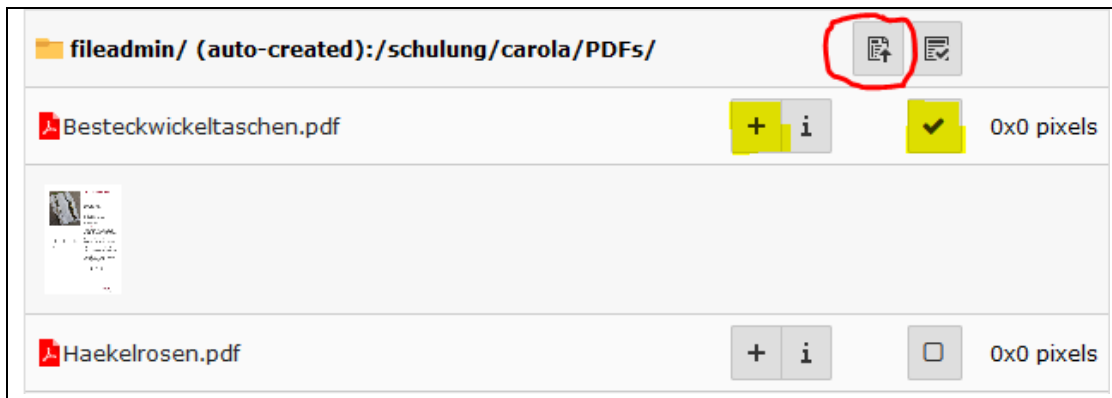 fileadmin/ (auto-created):/schulung/carola/PDFs/
Besteckwickeltaschen.pdf + i 0x0 pixels
Haekelrosen.pdf + i 0x0 pixels